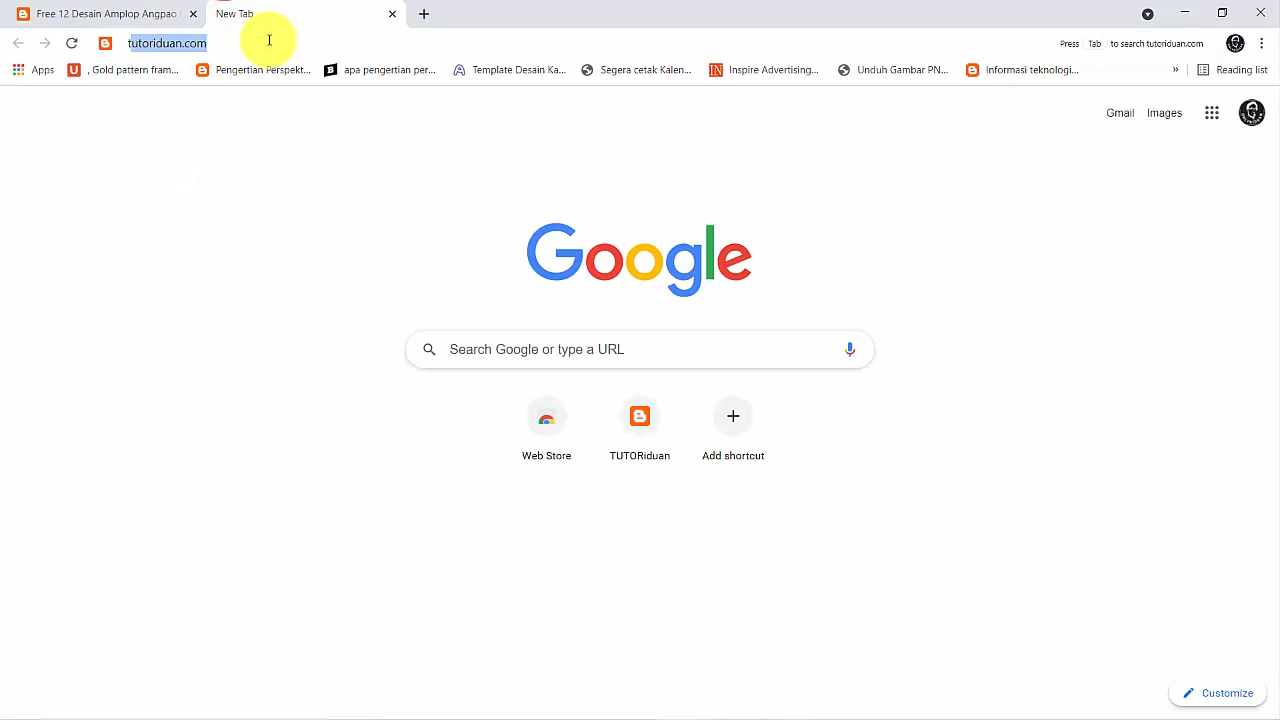 Free 12 Desain Amplop Angpao
New Tab
tutoriduan.com
Press Tab to search tutoriduan.com
Apps
, Gold pattern fram...
Pengertian Perspekt...
apa pengertian per...
Template Desain Ka...
Segera cetak Kalen...
Inspire Advertising...
Unduh Gambar PN...
Informasi teknologi...
»
Reading list
Gmail
Images
Google
Search Google or type a URL
Web Store
TUTORiduan
Add shortcut
Customize